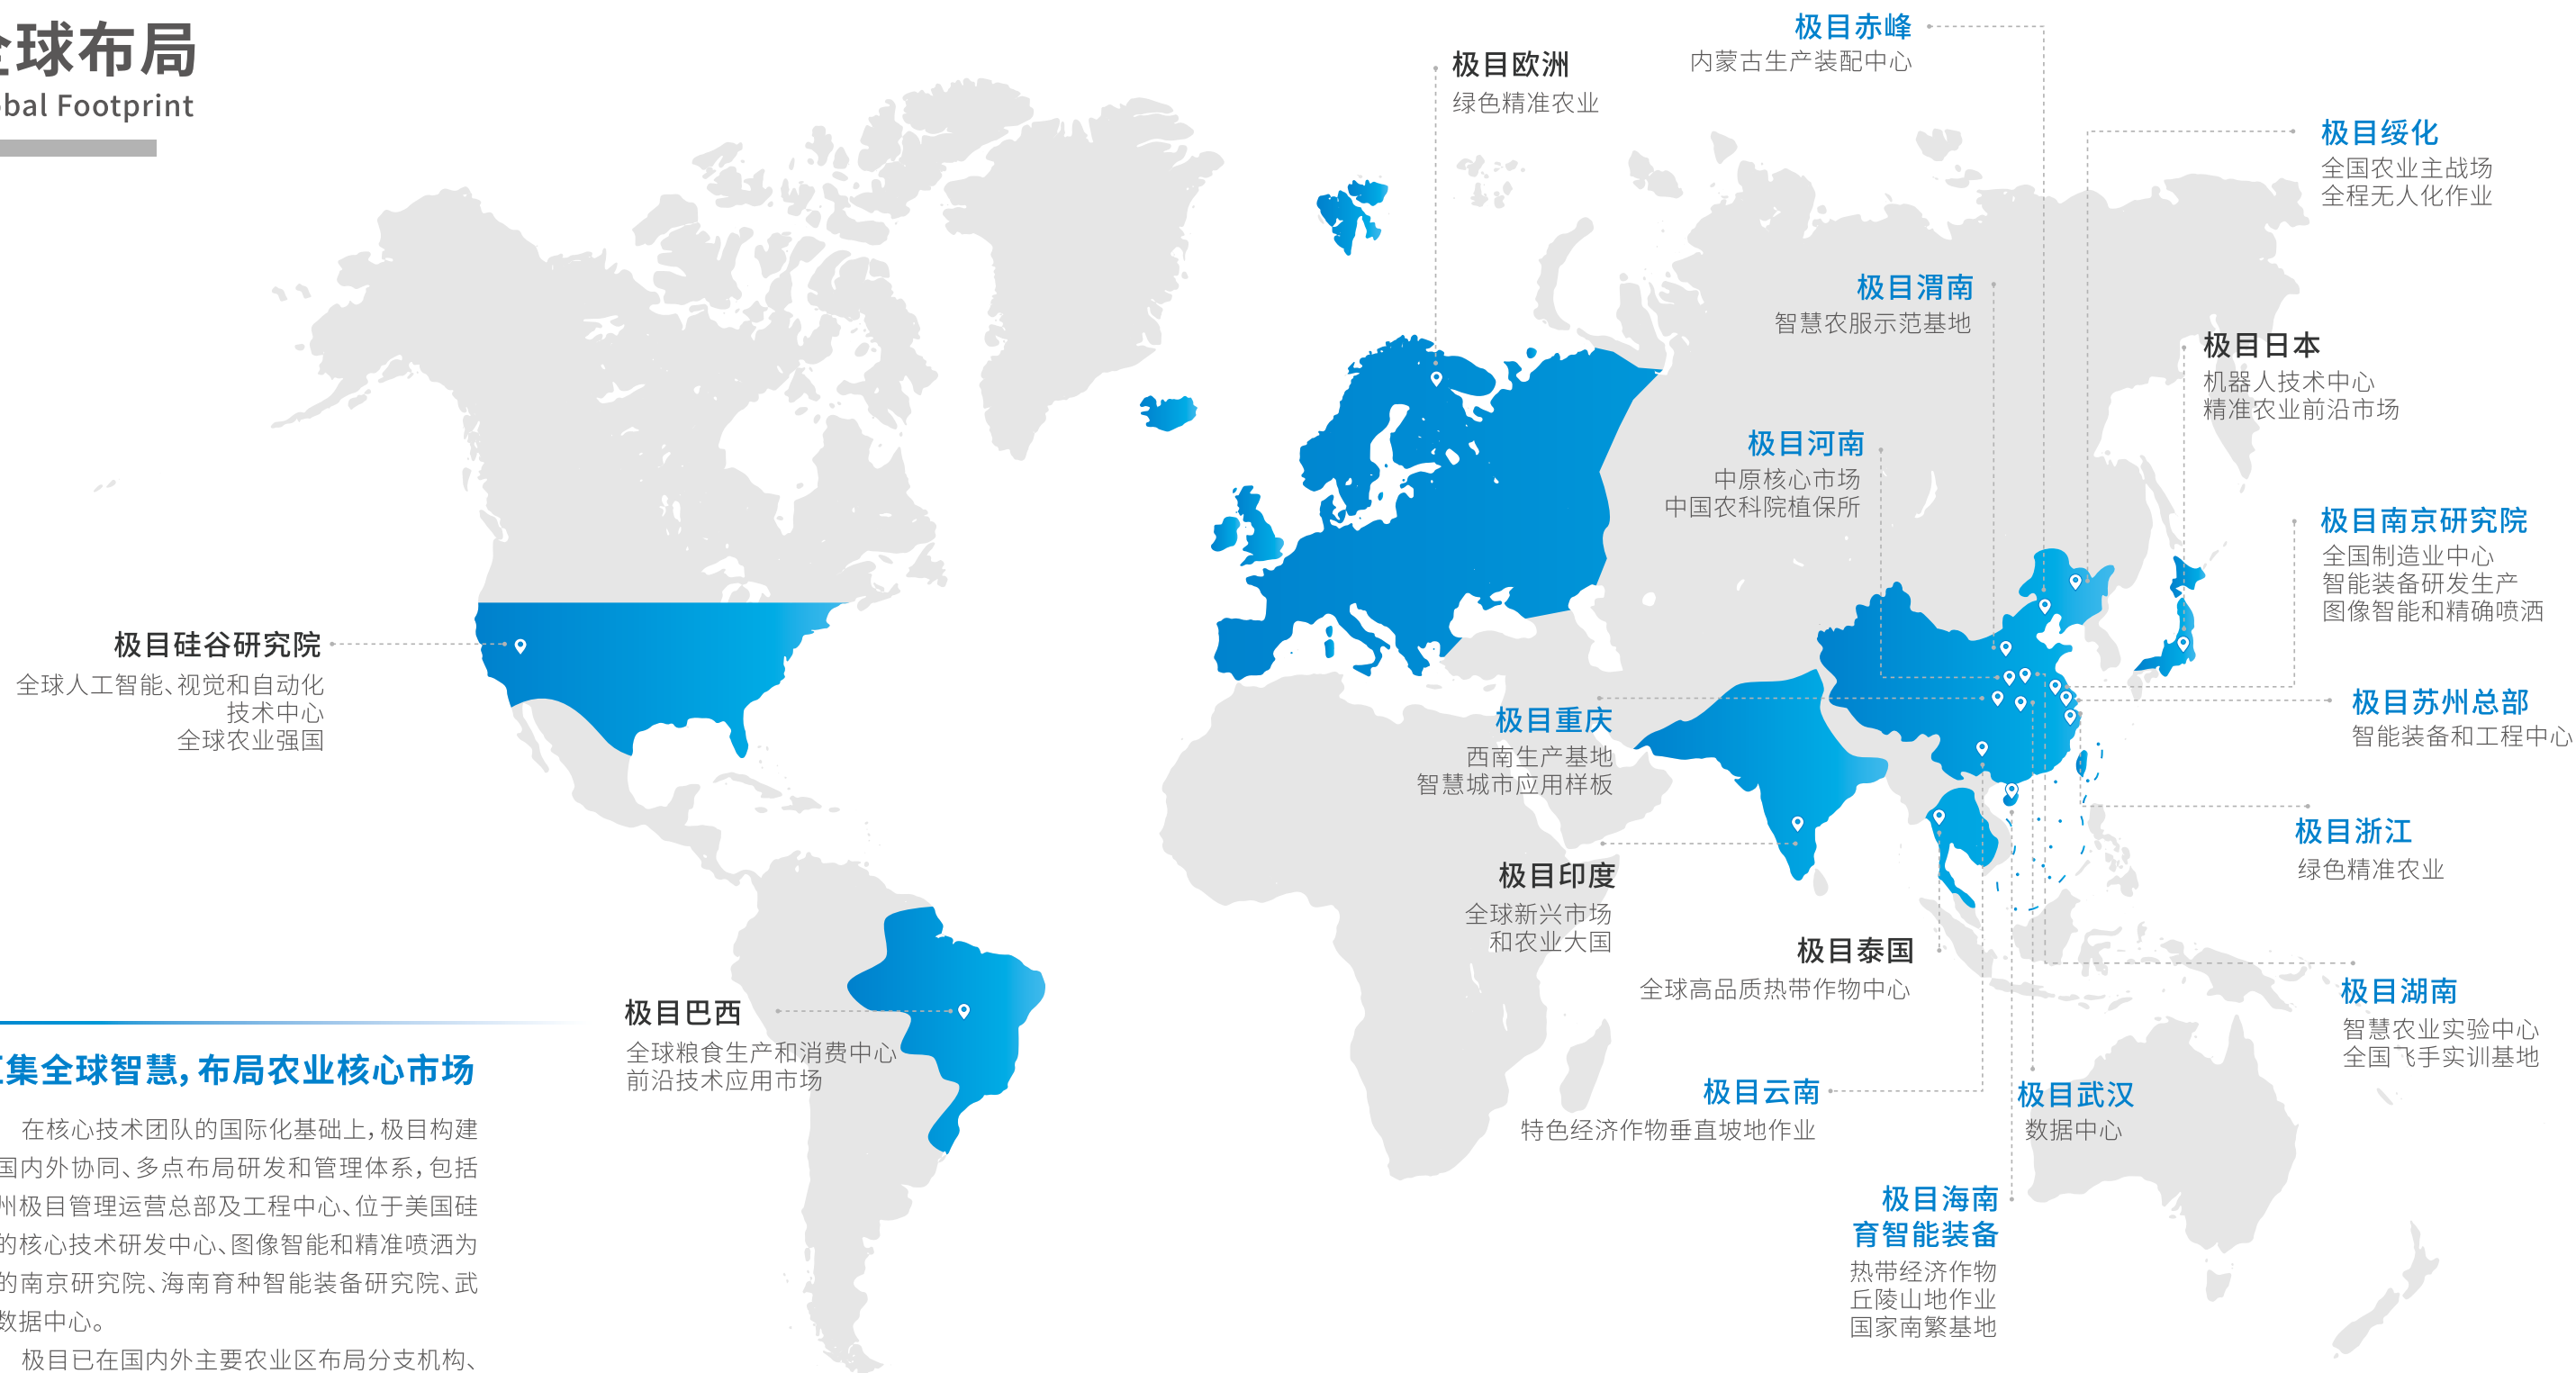 全球布局
Global Footprint
极目赤峰
内蒙古生产装配中心
极目欧洲
绿色精准农业
极目绥化
全国农业主战场
全程无人化作业
极目渭南
智慧农服示范基地
极目日本
机器人技术中心
精准农业前沿市场
极目河南
中原核心市场
中国农科院植保所
极目南京研究院
全国制造业中心
智能装备研发生产
图像智能和精确喷洒
极目硅谷研究院
全球人工智能、视觉和自动化
技术中心
全球农业强国
极目苏州总部
智能装备和工程中心
极目重庆
西南生产基地
智慧城市应用样板
极目浙江
绿色精准农业
极目印度
全球新兴市场
和农业大国
极目泰国
全球高品质热带作物中心
极目湖南
智慧农业实验中心
全国飞手实训基地
极目巴西
全球粮食生产和消费中心
前沿技术应用市场
极目云南
特色经济作物垂直坡地作业
极目武汉
数据中心
极目海南
育智能装备
热带经济作物
丘陵山地作业
国家南繁基地
汇集全球智慧，布局农业核心市场
在核心技术团队的国际化基础上，极目构建
国内外协同、多点布局研发和管理体系，包括
州极目管理运营总部及工程中心、位于美国硅
的核心技术研发中心、图像智能和精准喷洒为
的南京研究院、海南育种智能装备研究院、武
数据中心。
极目已在国内外主要农业区布局分支机构、